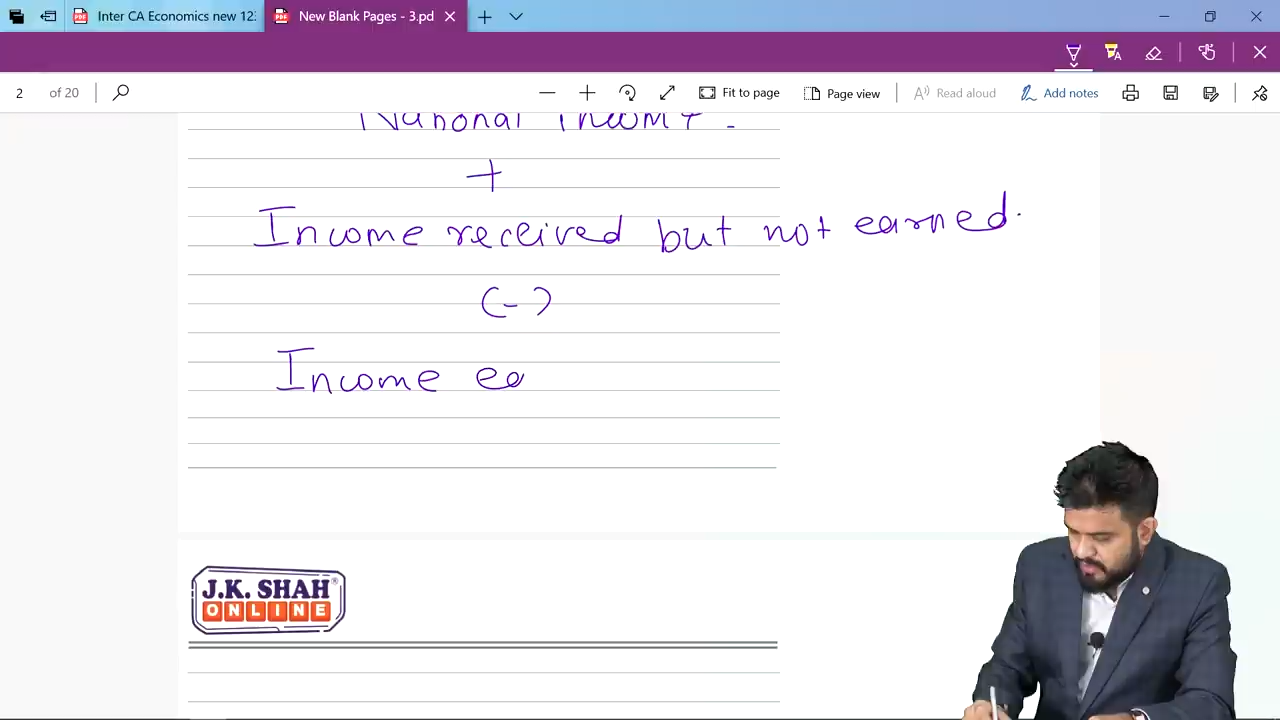 Inter CA Economics new 123
New Blank Pages - 3.pd
2 of 20
Fit to page
Page view
Read aloud
Add notes
National Income
+
Income received but not earned.
(-)
Income ea
J.K. SHAH®
ONLINE